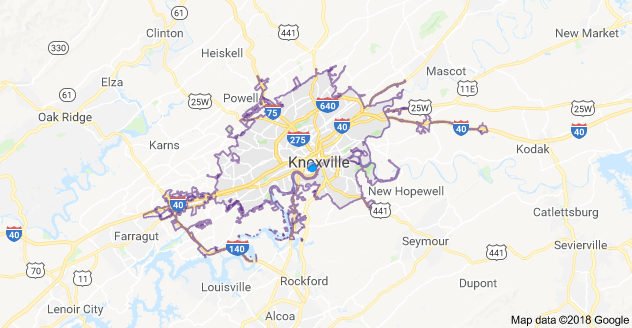 61
441
Clinton
New Market
330
Heiskell
Mascot
Elza
61
Powell
25W
75
640
11E
25W
Oak Ridge
40
40
40
Karns
275
Knoxville
Kodak
40
New Hopewell
441
Catlettsburg
40
Farragut
140
Seymour
441
Sevierville
70
11
Rockford
Louisville
Dupont
Lenoir City
Alcoa
Map data ©2018 Google